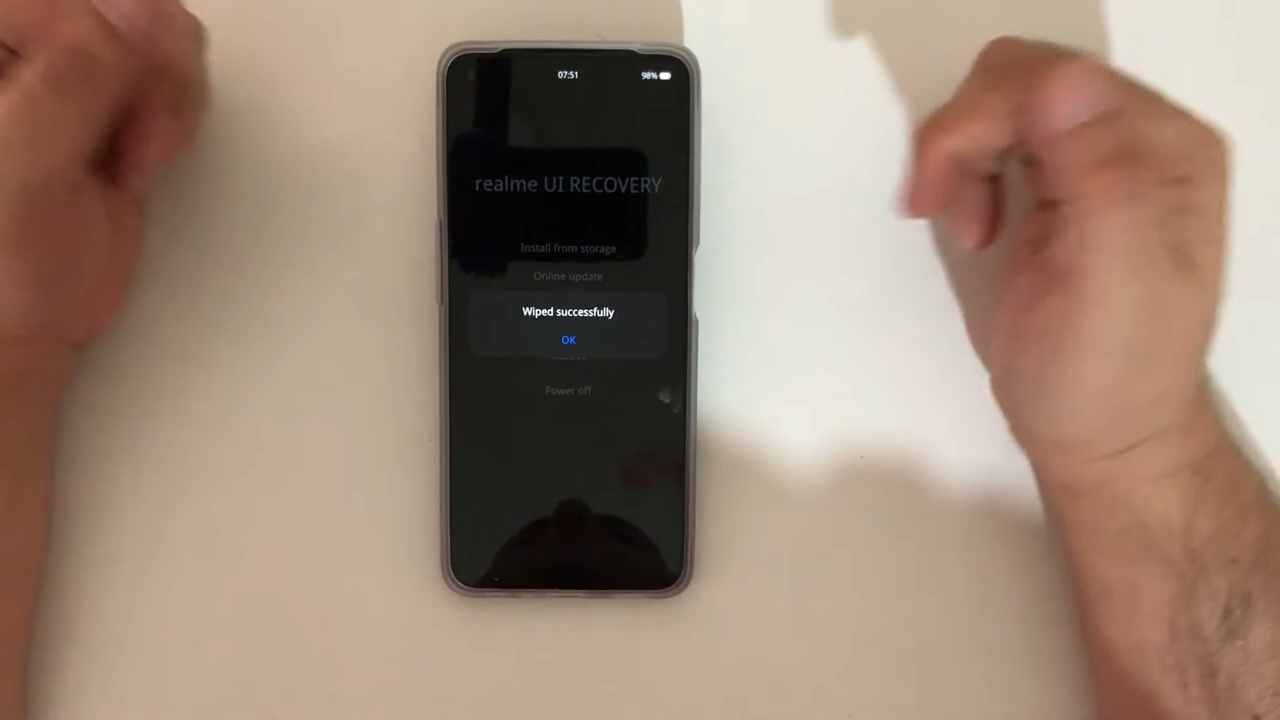 07:51
98%
realme UI RECOVERY
Install from storage
Online update
Wiped successfully
OK
Power off